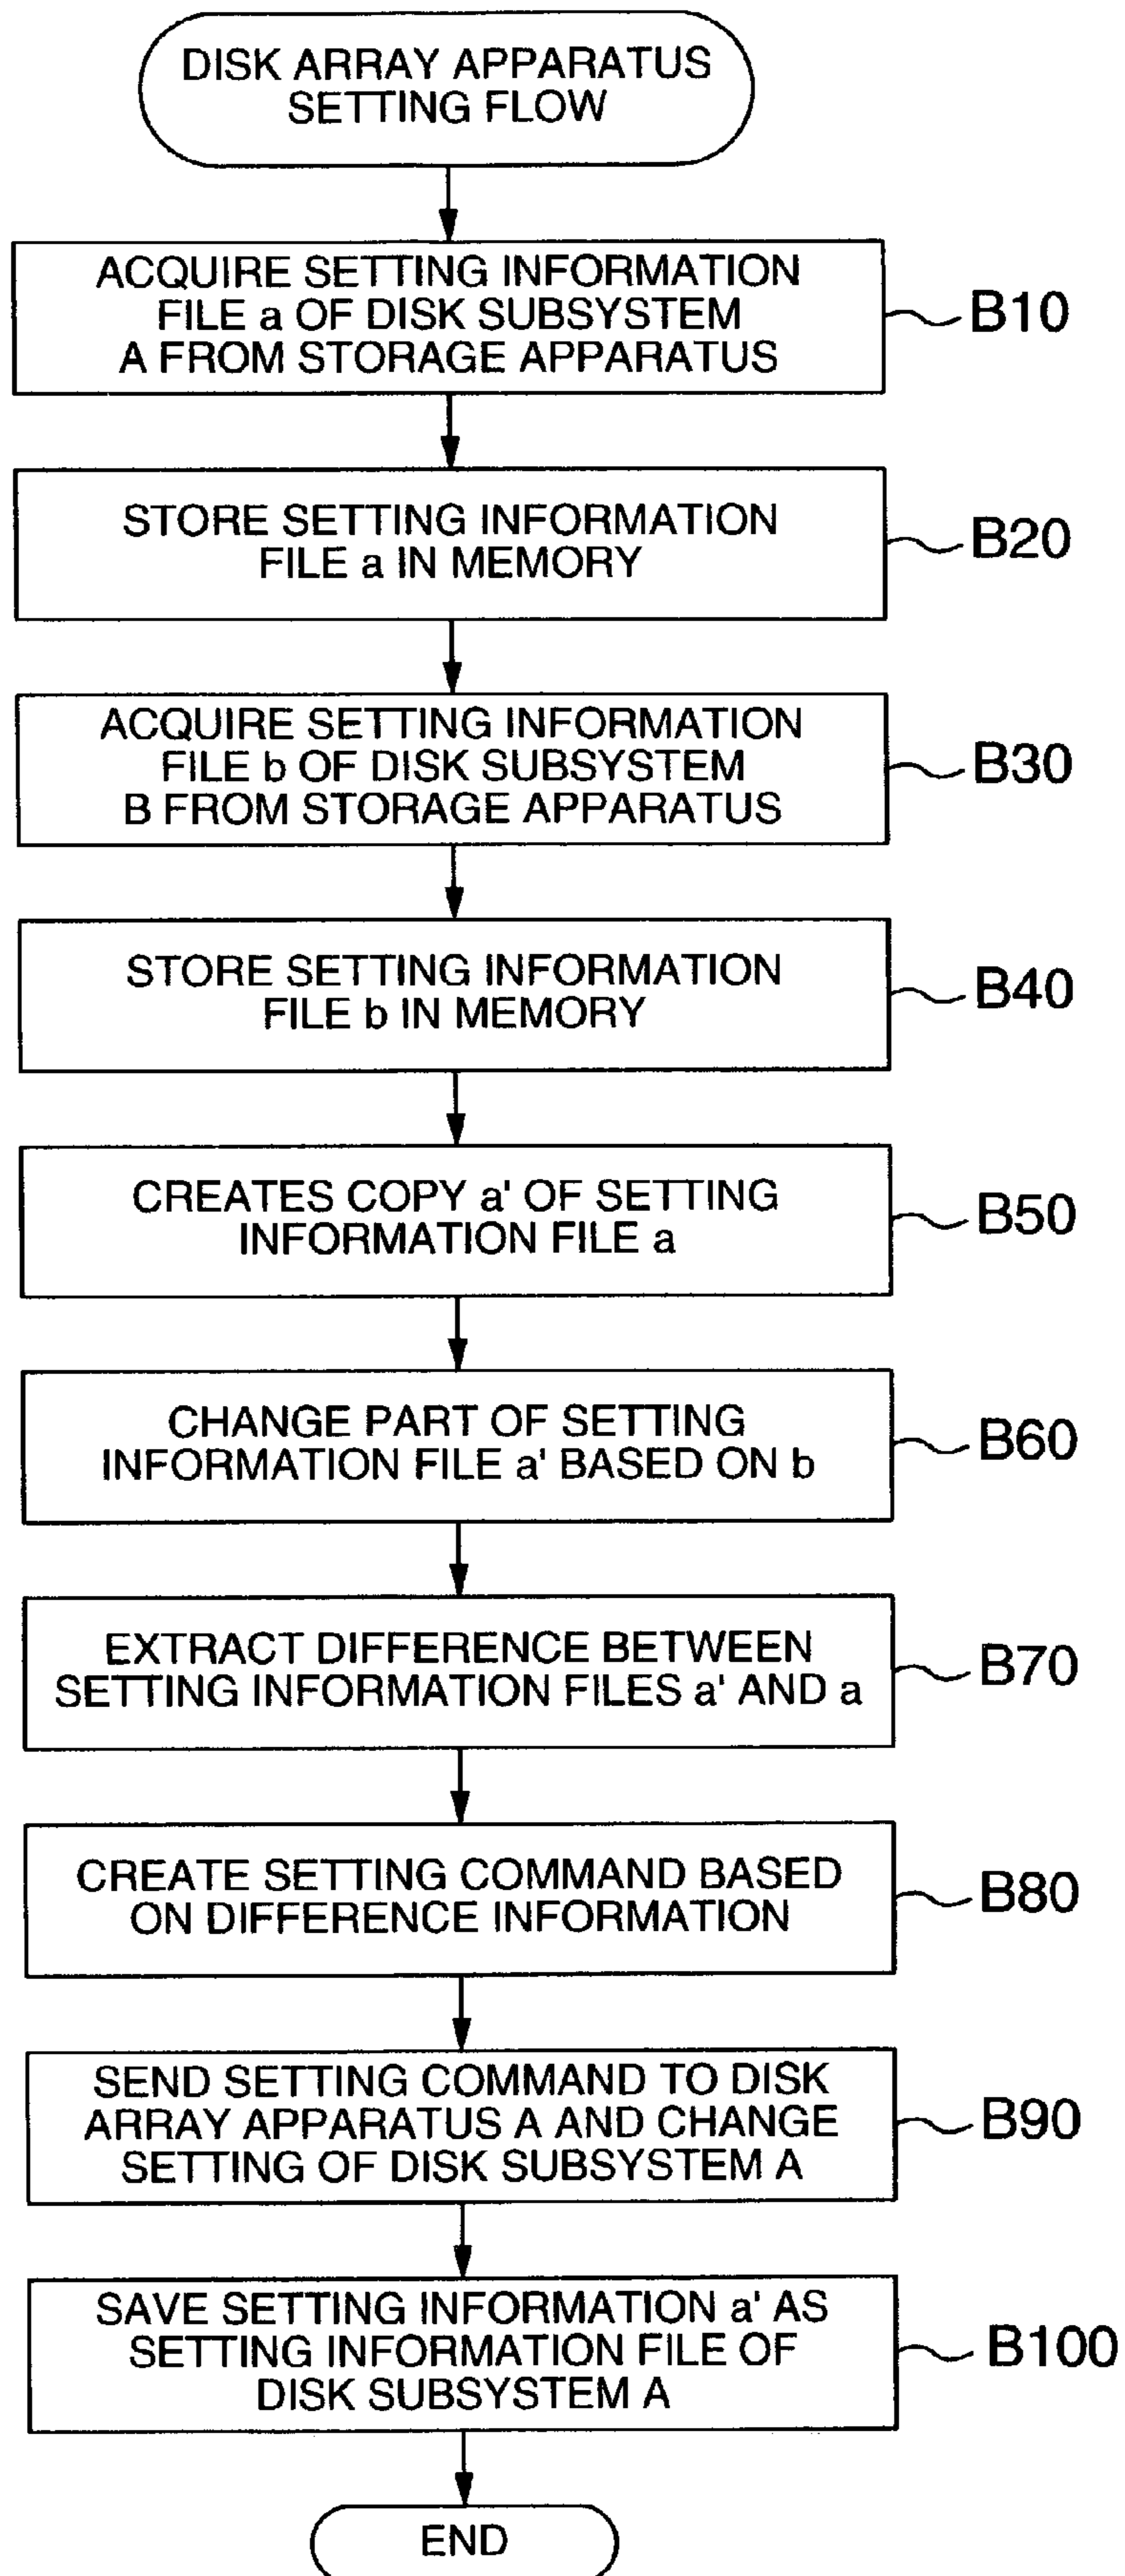 DISK ARRAY APPARATUS
SETTING FLOW
ACQUIRE SETTING INFORMATION
FILE a OF DISK SUBSYSTEM
A FROM STORAGE APPARATUS
B10
STORE SETTING INFORMATION
FILE a IN MEMORY
B20
ACQUIRE SETTING INFORMATION
FILE b OF DISK SUBSYSTEM
B FROM STORAGE APPARATUS
B30
STORE SETTING INFORMATION
FILE b IN MEMORY
B40
CREATES COPY a' OF SETTING
INFORMATION FILE a
B50
CHANGE PART OF SETTING
INFORMATION FILE a' BASED ON b
B60
EXTRACT DIFFERENCE BETWEEN
SETTING INFORMATION FILES a' AND a
B70
CREATE SETTING COMMAND BASED
ON DIFFERENCE INFORMATION
B80
SEND SETTING COMMAND TO DISK
ARRAY APPARATUS A AND CHANGE
SETTING OF DISK SUBSYSTEM A
B90
SAVE SETTING INFORMATION a' AS
SETTING INFORMATION FILE OF
DISK SUBSYSTEM A
B100
END